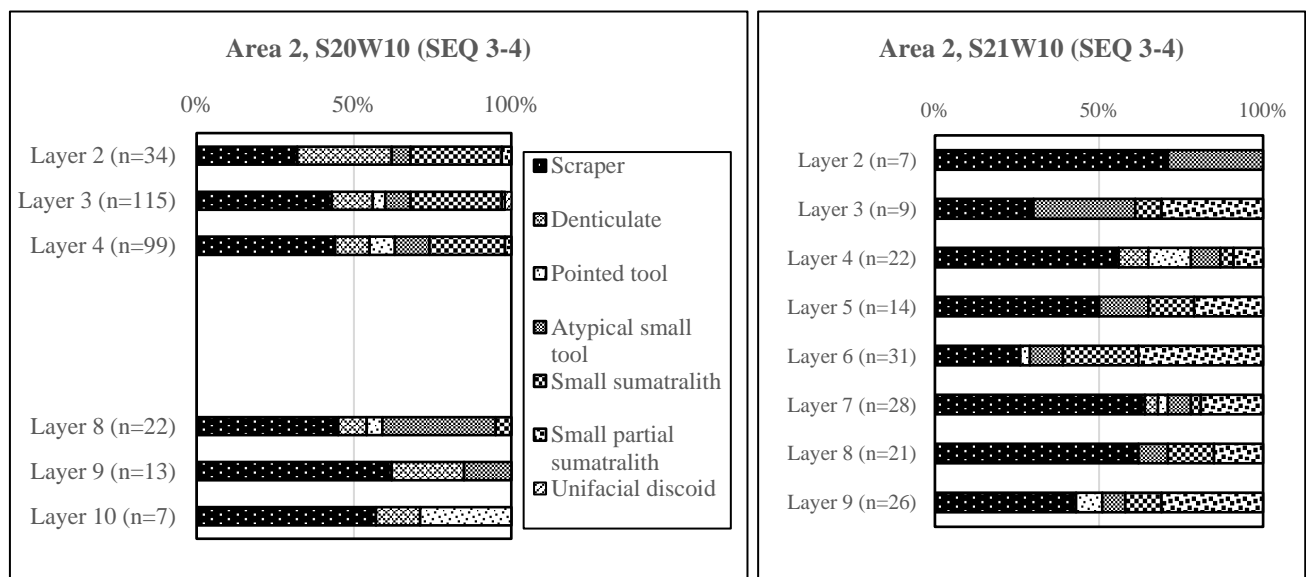 Area 2, S20W10 (SEQ 3-4)
0% 50% 100%
Layer 2 (n=34)
Layer 3 (n=115)
Layer 4 (n=99)
Layer 8 (n=22)
Layer 9 (n=13)
Layer 10 (n=7)
Scraper
Denticulate
Pointed tool
Atypical small
tool
Small sumatralith
Small partial
sumatralith
Unifacial discoid
Area 2, S21W10 (SEQ 3-4)
0% 50% 100%
Layer 2 (n=7)
Layer 3 (n=9)
Layer 4 (n=22)
Layer 5 (n=14)
Layer 6 (n=31)
Layer 7 (n=28)
Layer 8 (n=21)
Layer 9 (n=26)